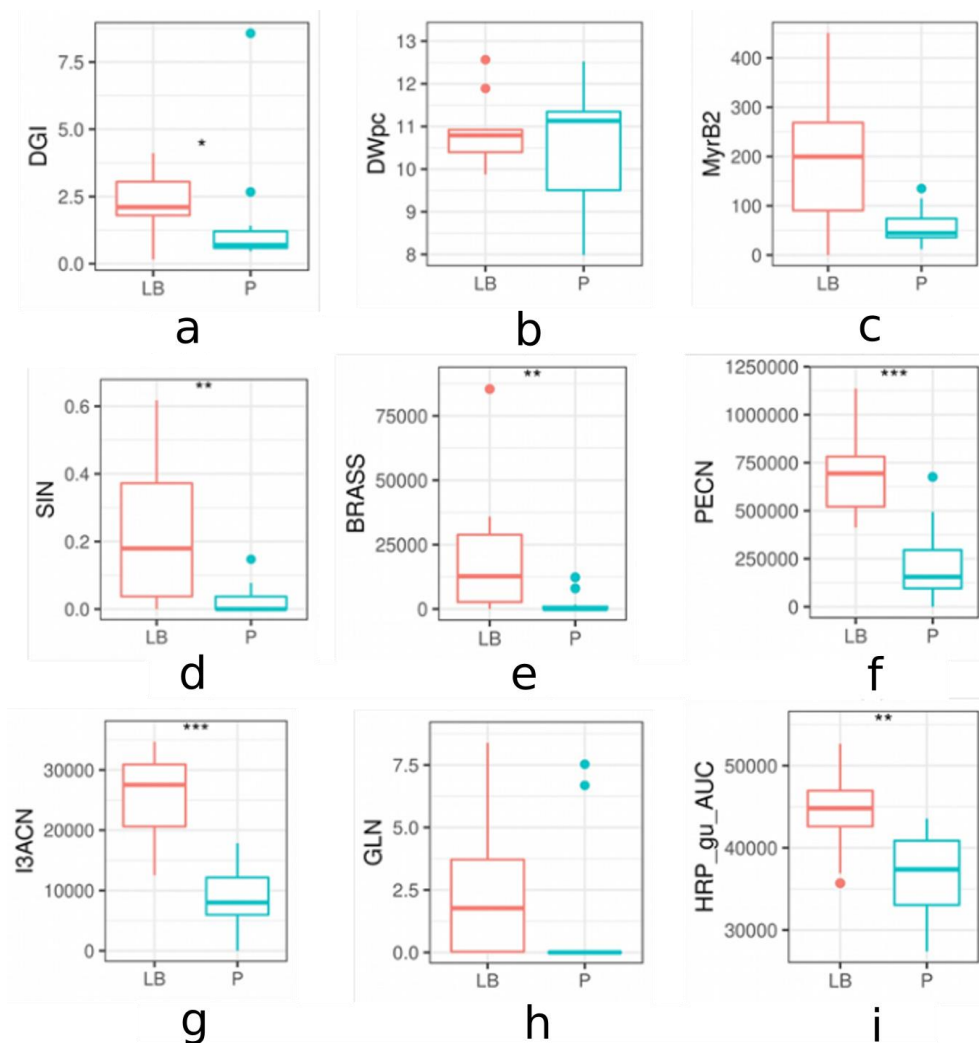 DGI
7.5
5.0
2.5
0.0
*
LB P
a
DWpc
13
12
11
10
9
8
LB P
b
MyrB2
400
300
200
100
0
LB P
c
SIN
0.6
0.4
0.2
0.0
**
LB P
d
BRASS
75000
50000
25000
0
**
LB P
e
PECN
1250000
1000000
750000
500000
250000
0
***
LB P
f
I3ACN
30000
20000
10000
0
***
LB P
g
GLN
7.5
5.0
2.5
0.0
LB P
h
HRP_gu_AUC
50000
40000
30000
**
LB P
i